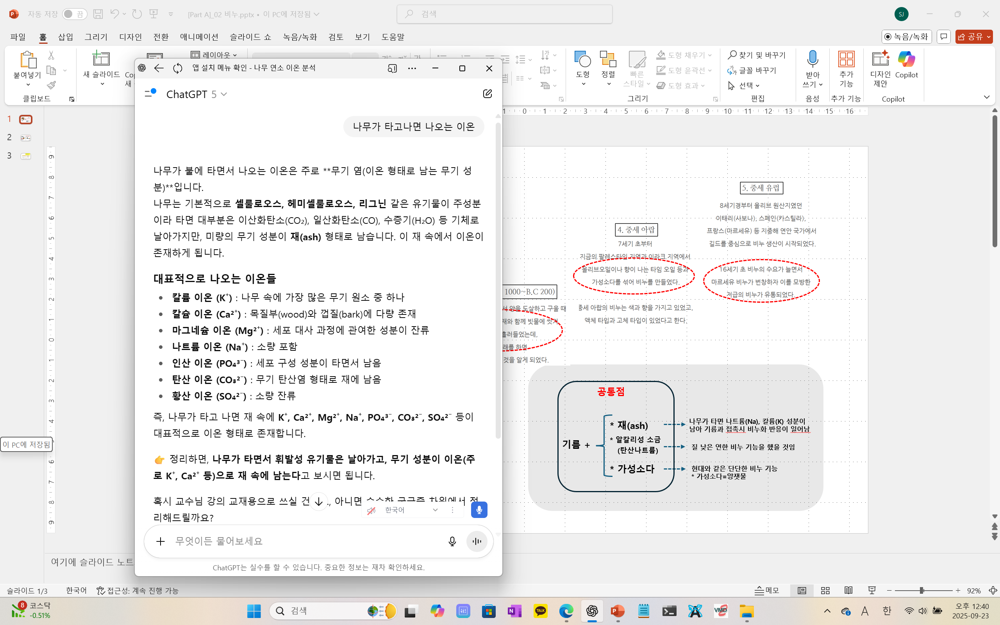 자동 저장
끔
[Part A]_02 비누.pptx • 이 PC에 저장됨
검색
SJ
파일
홈
삽입
그리기
디자인
전환
애니메이션
슬라이드 쇼
녹음/녹화
검토
보기
도움말
녹음/녹화
공유
붙여넣기
클립보드
새 슬라이드
레이아웃
도형
정렬
빠른
스타일
도형 채우기
도형 윤곽선
도형 효과
그리기
찾기 및 바꾸기
글꼴 바꾸기
선택
편집
받아
쓰기
음성
추가
기능
추가 기능
디자인
제안
Copilot
Copilot
1
2
3
앱 설치 메뉴 확인 - 나무 연소 이온 분석
ChatGPT 5
나무가 타고나면 나오는 이온
나무가 불에 타면서 나오는 이온은 주로 **무기 염(이온 형태로 남는 무기 성
분)**입니다.
나무는 기본적으로 셀룰로오스, 헤미셀룰로오스, 리그닌 같은 유기물이 주성분
이라 타면 대부분은 이산화탄소(CO₂), 일산화탄소(CO), 수증기(H₂O) 등 기체로
날아가지만, 미량의 무기 성분이 재(ash) 형태로 남습니다. 이 재 속에서 이온이
존재하게 됩니다.
대표적으로 나오는 이온들
• 칼륨 이온 (K⁺) : 나무 속에 가장 많은 무기 원소 중 하나
• 칼슘 이온 (Ca²⁺) : 목질부(wood)와 껍질(bark)에 다량 존재
• 마그네슘 이온 (Mg²⁺) : 세포 대사 과정에 관여한 성분이 잔류
• 나트륨 이온 (Na⁺) : 소량 포함
• 인산 이온 (PO₄³⁻) : 세포 구성 성분이 타면서 남음
• 탄산 이온 (CO₃²⁻) : 무기 탄산염 형태로 재에 남음
• 황산 이온 (SO₄²⁻) : 소량 잔류
즉, 나무가 타고 나면 재 속에 K⁺, Ca²⁺, Mg²⁺, Na⁺, PO₄³⁻, CO₃²⁻, SO₄²⁻ 등이
대표적으로 이온 형태로 존재합니다.
👉 정리하면, 나무가 타면서 휘발성 유기물은 날아가고, 무기 성분이 이온(주
로 K⁺, Ca²⁺ 등)으로 재 속에 남는다고 보시면 됩니다.
혹시 교수님 강의 교재용으로 쓰실 건 , 아니면 차원에서 정
리해드릴까요?
한국어
무엇이든 물어보세요
ChatGPT는 실수를 할 수 있습니다. 중요한 정보는 재차 확인하세요.
1 0 1 2 3 4 5 6 7 8 9 10 11 12 13 14 15 16
9 8 7 6 5 4 3 2 1 0 1 2 3 4 6 7 8 9
이 PC에 저장됨
5. 중세 유럽
8세기경부터 올리브 원산지였던
이태리(사보나), 스페인(카스틸라),
프랑스(마르세유) 등 지중해 연안 국가에서
길드를 중심으로 비누 생산이 시작되었다.
16세기 초 비누의 수요가 늘면서
마르세유 비누가 번창하자 이를 모방한
저급의 비누가 유통되었다.
4. 중세 아랍
7세기 초부터
지금의 팔레스타인 지역과 이라크 지역에서
올리브오일이나 향이 나는 타임 오일 등과
가성소다를 섞어 비누를 만들었다.
중세 아랍의 비누는 색과 향을 가지고 있었고,
액체 타입과 고체 타입이 있었다고 한다.
1000~B.C 200)
서 양을 도살하고 구울 때
재와 함께 빗물에 씻겨
흘러들었는데,
래를 하면
것을 알게 되었다.
공통점
기름 +
* 재(ash)
* 알칼리성 소금
(탄산나트륨)
* 가성소다
나무가 타면 나트륨(Na), 칼륨(K) 성분이
남아 기름과 접촉시 비누화 반응이 일어남
질 낮은 연한 비누 기능을 했을 것임
현대와 같은 단단한 비누 기능
* 가성소다=양잿물
여기에 슬라이드 노트
슬라이드 1/3
한국어
접근성: 계속 진행 가능
메모
92%
8
코스닥
-0.51%
검색
TALK
VMD
A
한
오후 12:40
2025-09-23